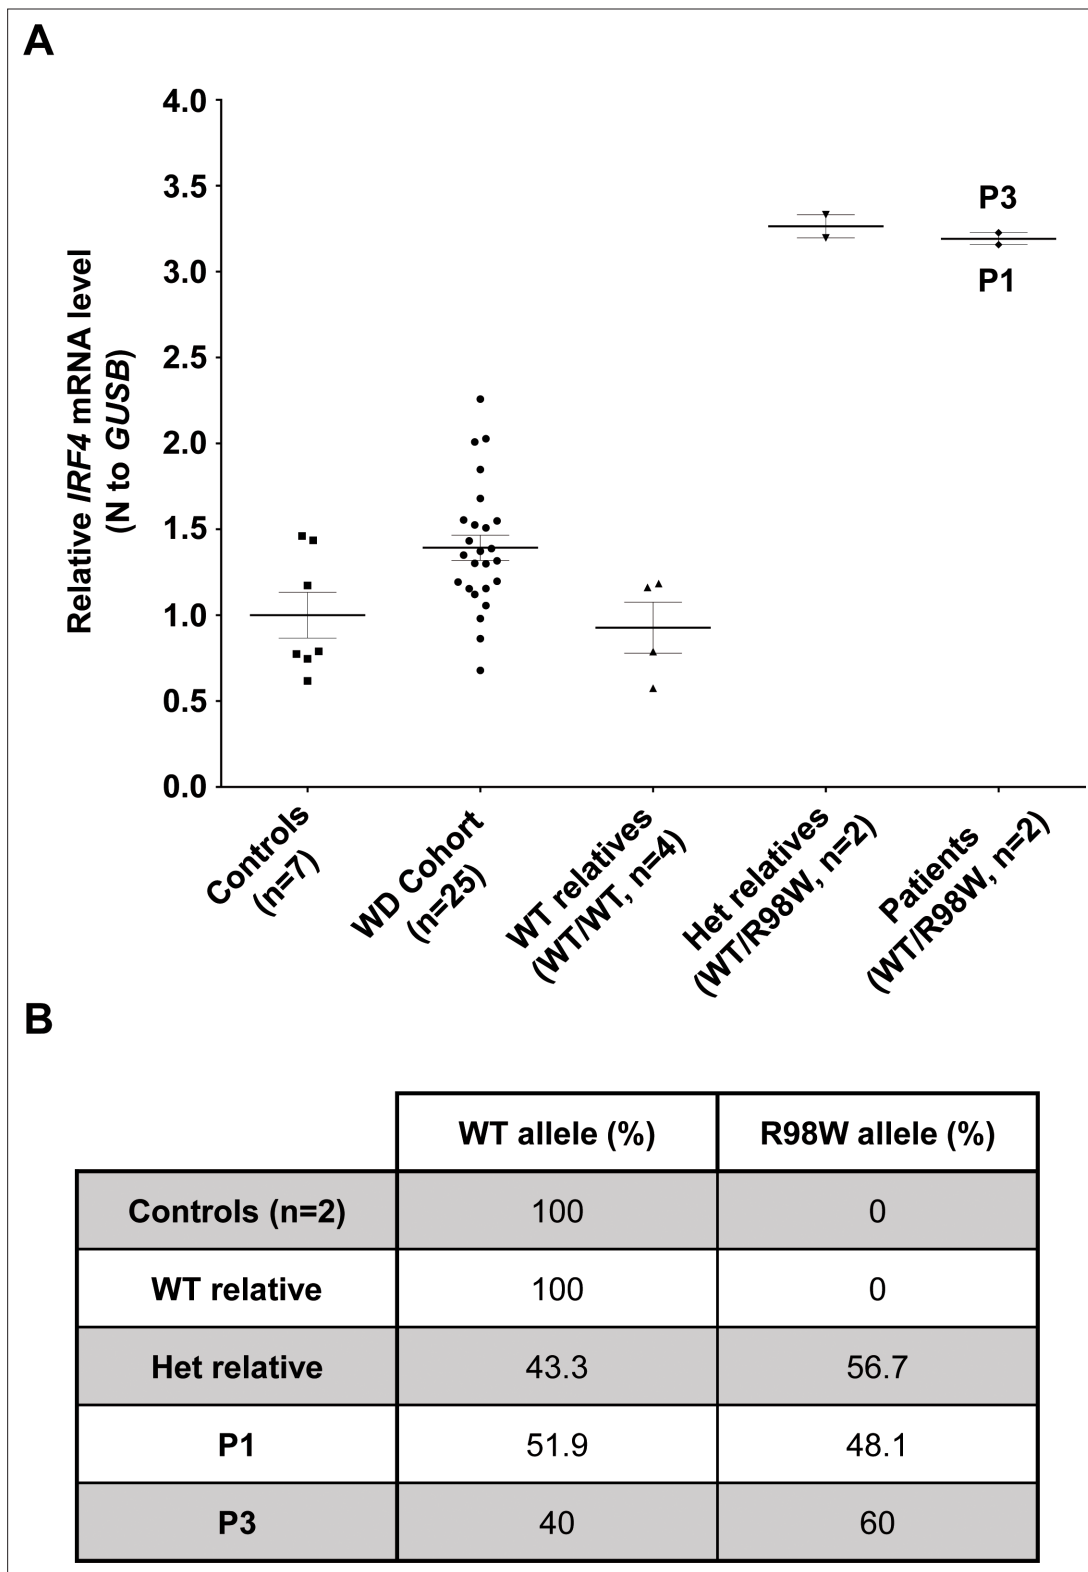 A
4.0
3.5
3.0
2.5
2.0
1.5
1.0
0.5
0.0
Relative IRF4 mRNA level
(N to GUSB)
P3
P1
Controls
(n=7)
WD Cohort
(n=25)
WT relatives
(WT/WT, n=4)
Het relatives
(WT/R98W, n=2)
Patients
(WT/R98W, n=2)
B
WT allele (%) R98W allele (%)
Controls (n=2) 100 0
WT relative 100 0
Het relative 43.3 56.7
P1 51.9 48.1
P3 40 60